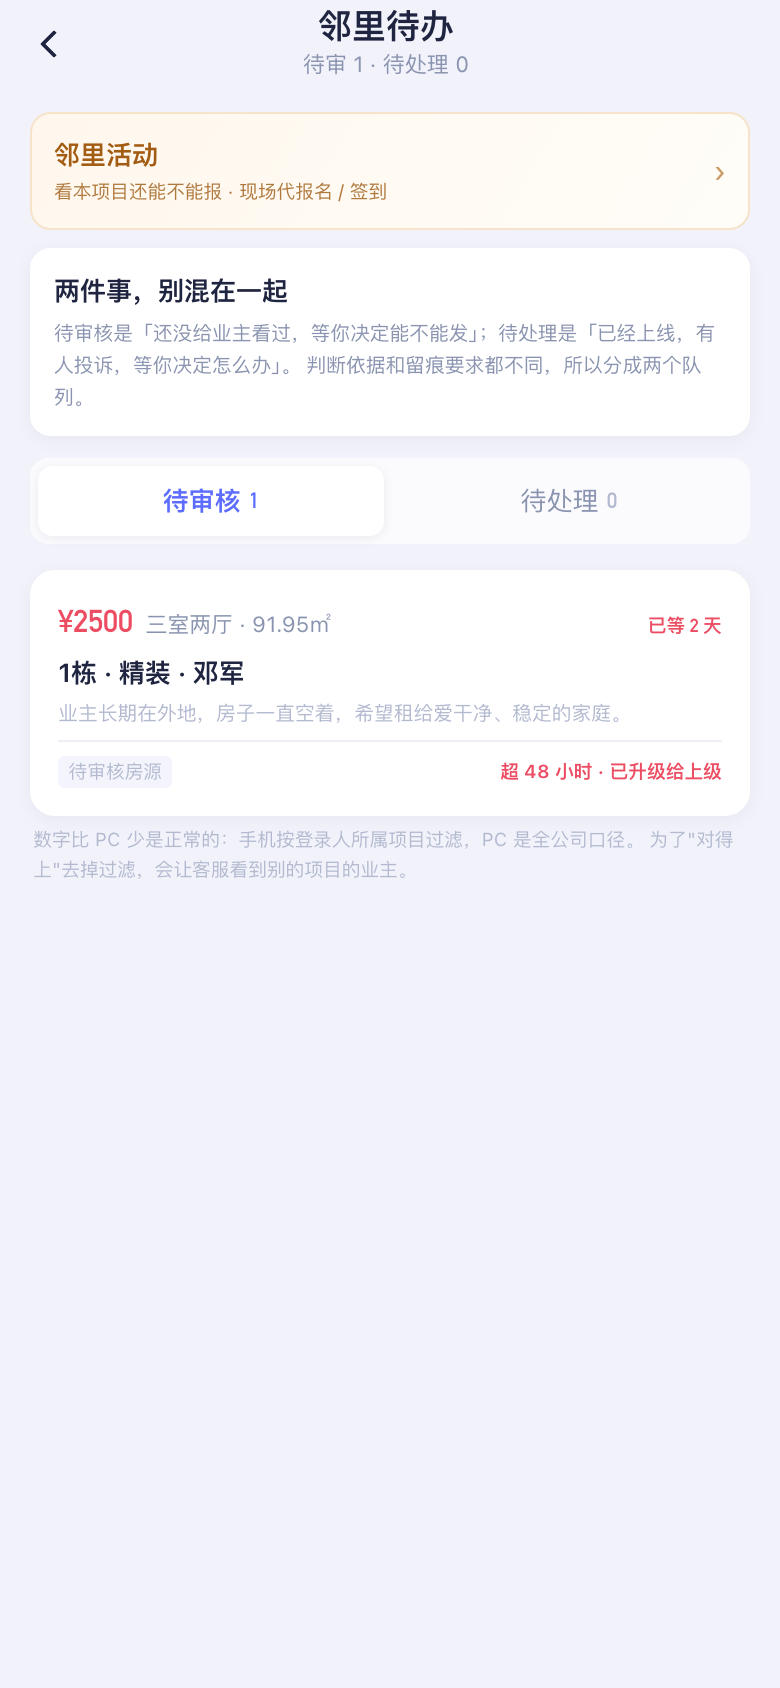 邻里待办
待审 1 · 待处理 0
邻里活动
看本项目还能不能报 · 现场代报名 / 签到
›
两件事，别混在一起
待审核是「还没给业主看过，等你决定能不能发」；待处理是「已经上线，有
人投诉，等你决定怎么办」。 判断依据和留痕要求都不同，所以分成两个队
列。
待审核 1
待处理 0
¥2500 三室两厅 · 91.95㎡
已等 2 天
1栋 · 精装 · 邓军
业主长期在外地，房子一直空着，希望租给爱干净、稳定的家庭。
待审核房源
超 48 小时 · 已升级给上级
数字比 PC 少是正常的：手机按登录人所属项目过滤，PC 是全公司口径。 为了"对得
上"去掉过滤，会让客服看到别的项目的业主。